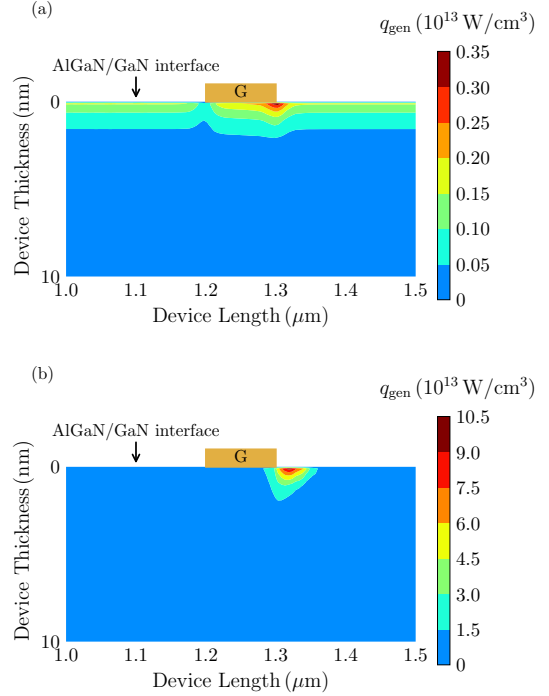 (a)
q_gen (10^13 W/cm^3)
AlGaN/GaN interface
G
0.35
0.30
0.20
0.15
0.10
0.05
0
Device Thickness (nm)
0
10
1.0 1.1 1.2 1.3 1.4 1.5
Device Length (μm)
(b)
q_gen (10^13 W/cm^3)
AlGaN/GaN interface
G
10.5
9.0
6.0
4.5
3.0
1.5
0
Device Thickness (nm)
0
10
1.0 1.1 1.2 1.3 1.4 1.5
Device Length (μm)